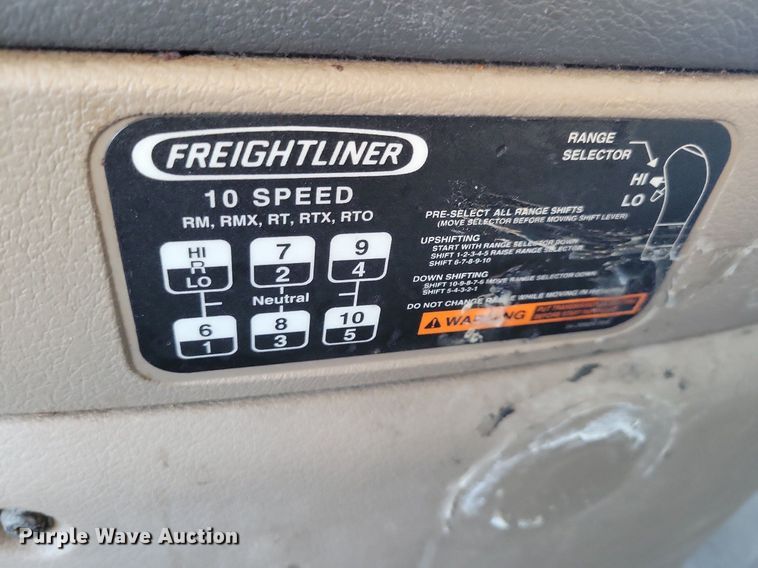 FREIGHTLINER
10 SPEED
RM, RMX, RT, RTX, RTO
HI
R
LO
7
2
9
4
Neutral
6
1
8
3
10
5
RANGE
SELECTOR
HI
LO
PRE-SELECT ALL RANGE SHIFTS
(MOVE SELECTOR BEFORE MOVING SHIFT LEVER)
UPSHIFTING
START WITH RANGE SELECTOR DOWN
SHIFT 1-2-3-4-5 RAISE RANGE SELECTOR
SHIFT 6-7-8-9-10
DOWN SHIFTING
SHIFT 10-9-8-7-6 MOVE RANGE SELECTOR DOWN
SHIFT 5-4-3-2-1
DO NOT CHANGE RANGE WHILE MOVING IN
WARNING
Purple Wave Auction